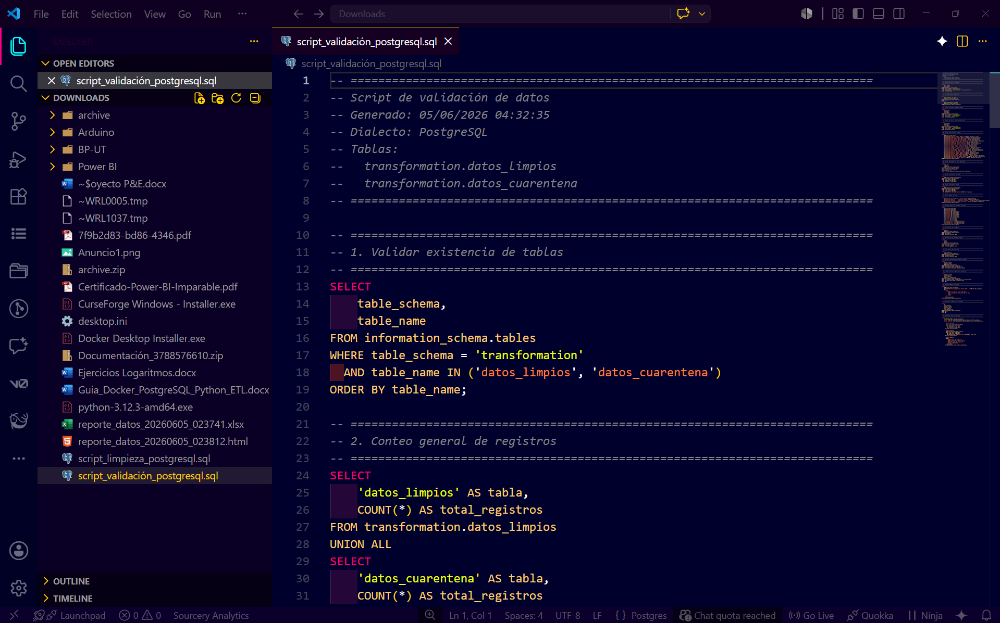 File Edit Selection View Go Run ···
Downloads
EXPLORER
OPEN EDITORS
script_validación_postgresql.sql
DOWNLOADS
archive
Arduino
BP-UT
Power BI
~$oyecto P&E.docx
~WRL0005.tmp
~WRL1037.tmp
7f9b2d83-bd86-4346.pdf
Anuncio1.png
archive.zip
Certificado-Power-BI-Imparable.pdf
CurseForge Windows - Installer.exe
desktop.ini
Docker Desktop Installer.exe
Documentación_3788576610.zip
Ejercicios Logaritmos.docx
Guia_Docker_PostgreSQL_Python_ETL.docx
python-3.12.3-amd64.exe
reporte_datos_20260605_023741.xlsx
reporte_datos_20260605_023812.html
script_limpieza_postgresql.sql
script_validación_postgresql.sql
OUTLINE
TIMELINE
script_validación_postgresql.sql
script_validación_postgresql.sql
1 -- ============================================================================
2 -- Script de validación de datos
3 -- Generado: 05/06/2026 04:32:35
4 -- Dialecto: PostgreSQL
5 -- Tablas:
6 --   transformation.datos_limpios
7 --   transformation.datos_cuarentena
8 -- ============================================================================
9
10 -- ============================================================================
11 -- 1. Validar existencia de tablas
12 -- ============================================================================
13 SELECT
14     table_schema,
15     table_name
16 FROM information_schema.tables
17 WHERE table_schema = 'transformation'
18   AND table_name IN ('datos_limpios', 'datos_cuarentena')
19 ORDER BY table_name;
20
21 -- ============================================================================
22 -- 2. Conteo general de registros
23 -- ============================================================================
24 SELECT
25     'datos_limpios' AS tabla,
26     COUNT(*) AS total_registros
27 FROM transformation.datos_limpios
28 UNION ALL
29 SELECT
30     'datos_cuarentena' AS tabla,
31     COUNT(*) AS total_registros
Launchpad 0 0 Sourcery Analytics Ln 1, Col 1 Spaces: 4 UTF-8 LF { } Postgres Chat quota reached Go Live Quokka Ninja